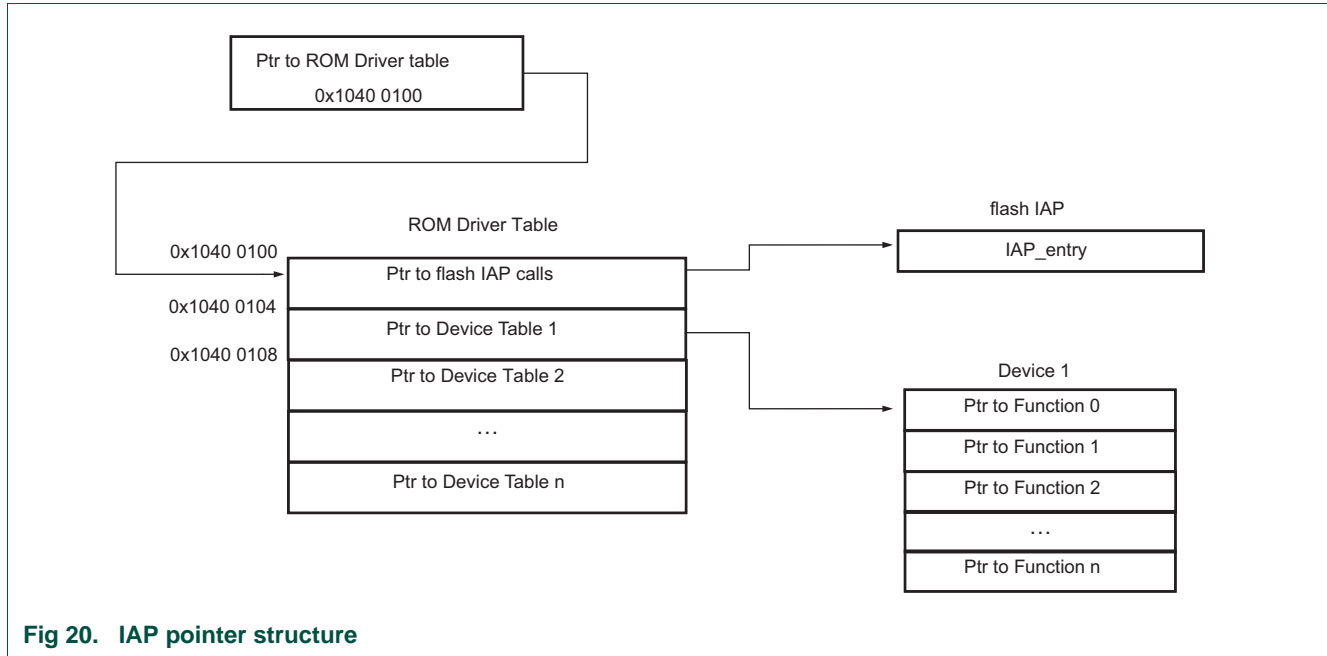 Ptr to ROM Driver table
0x1040 0100
ROM Driver Table
0x1040 0100
Ptr to flash IAP calls
0x1040 0104
Ptr to Device Table 1
0x1040 0108
Ptr to Device Table 2
...
Ptr to Device Table n
flash IAP
IAP_entry
Device 1
Ptr to Function 0
Ptr to Function 1
Ptr to Function 2
...
Ptr to Function n
Fig 20. IAP pointer structure